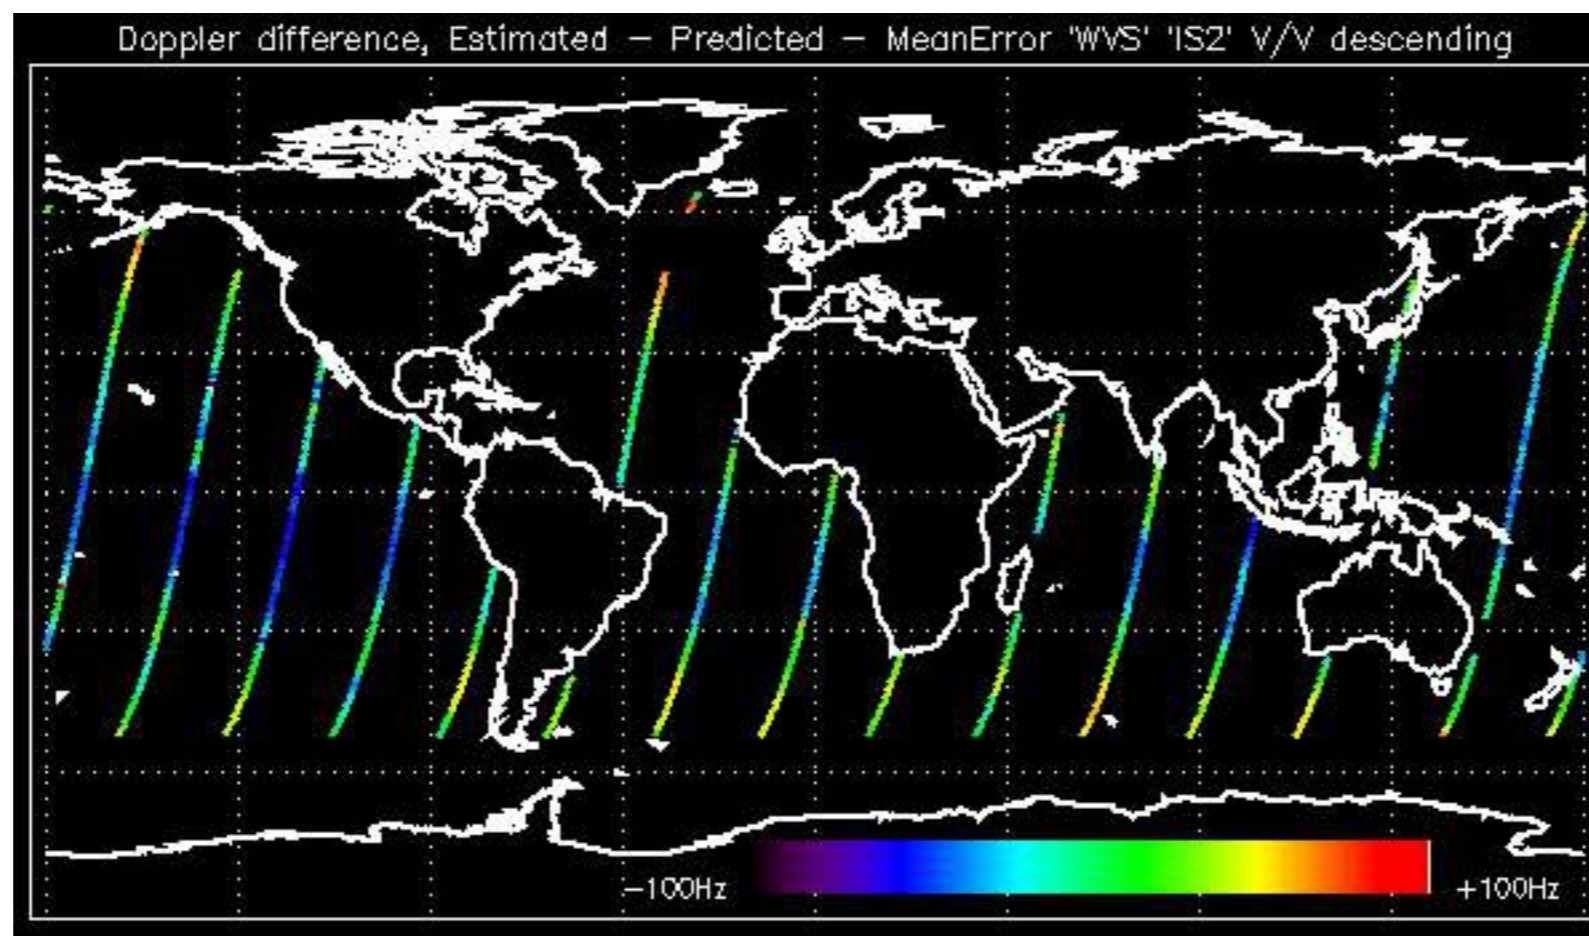 Doppler difference, Estimated − Predicted − MeanError 'WVS' 'IS2' V/V descending
−100Hz +100Hz